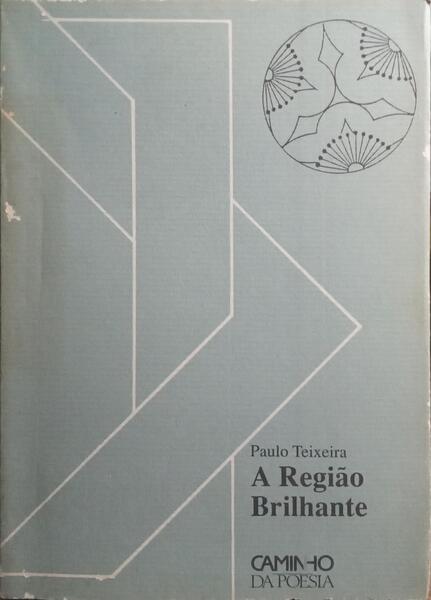 Paulo Teixeira
A Região
Brilhante
CAMINHO
DA POESIA